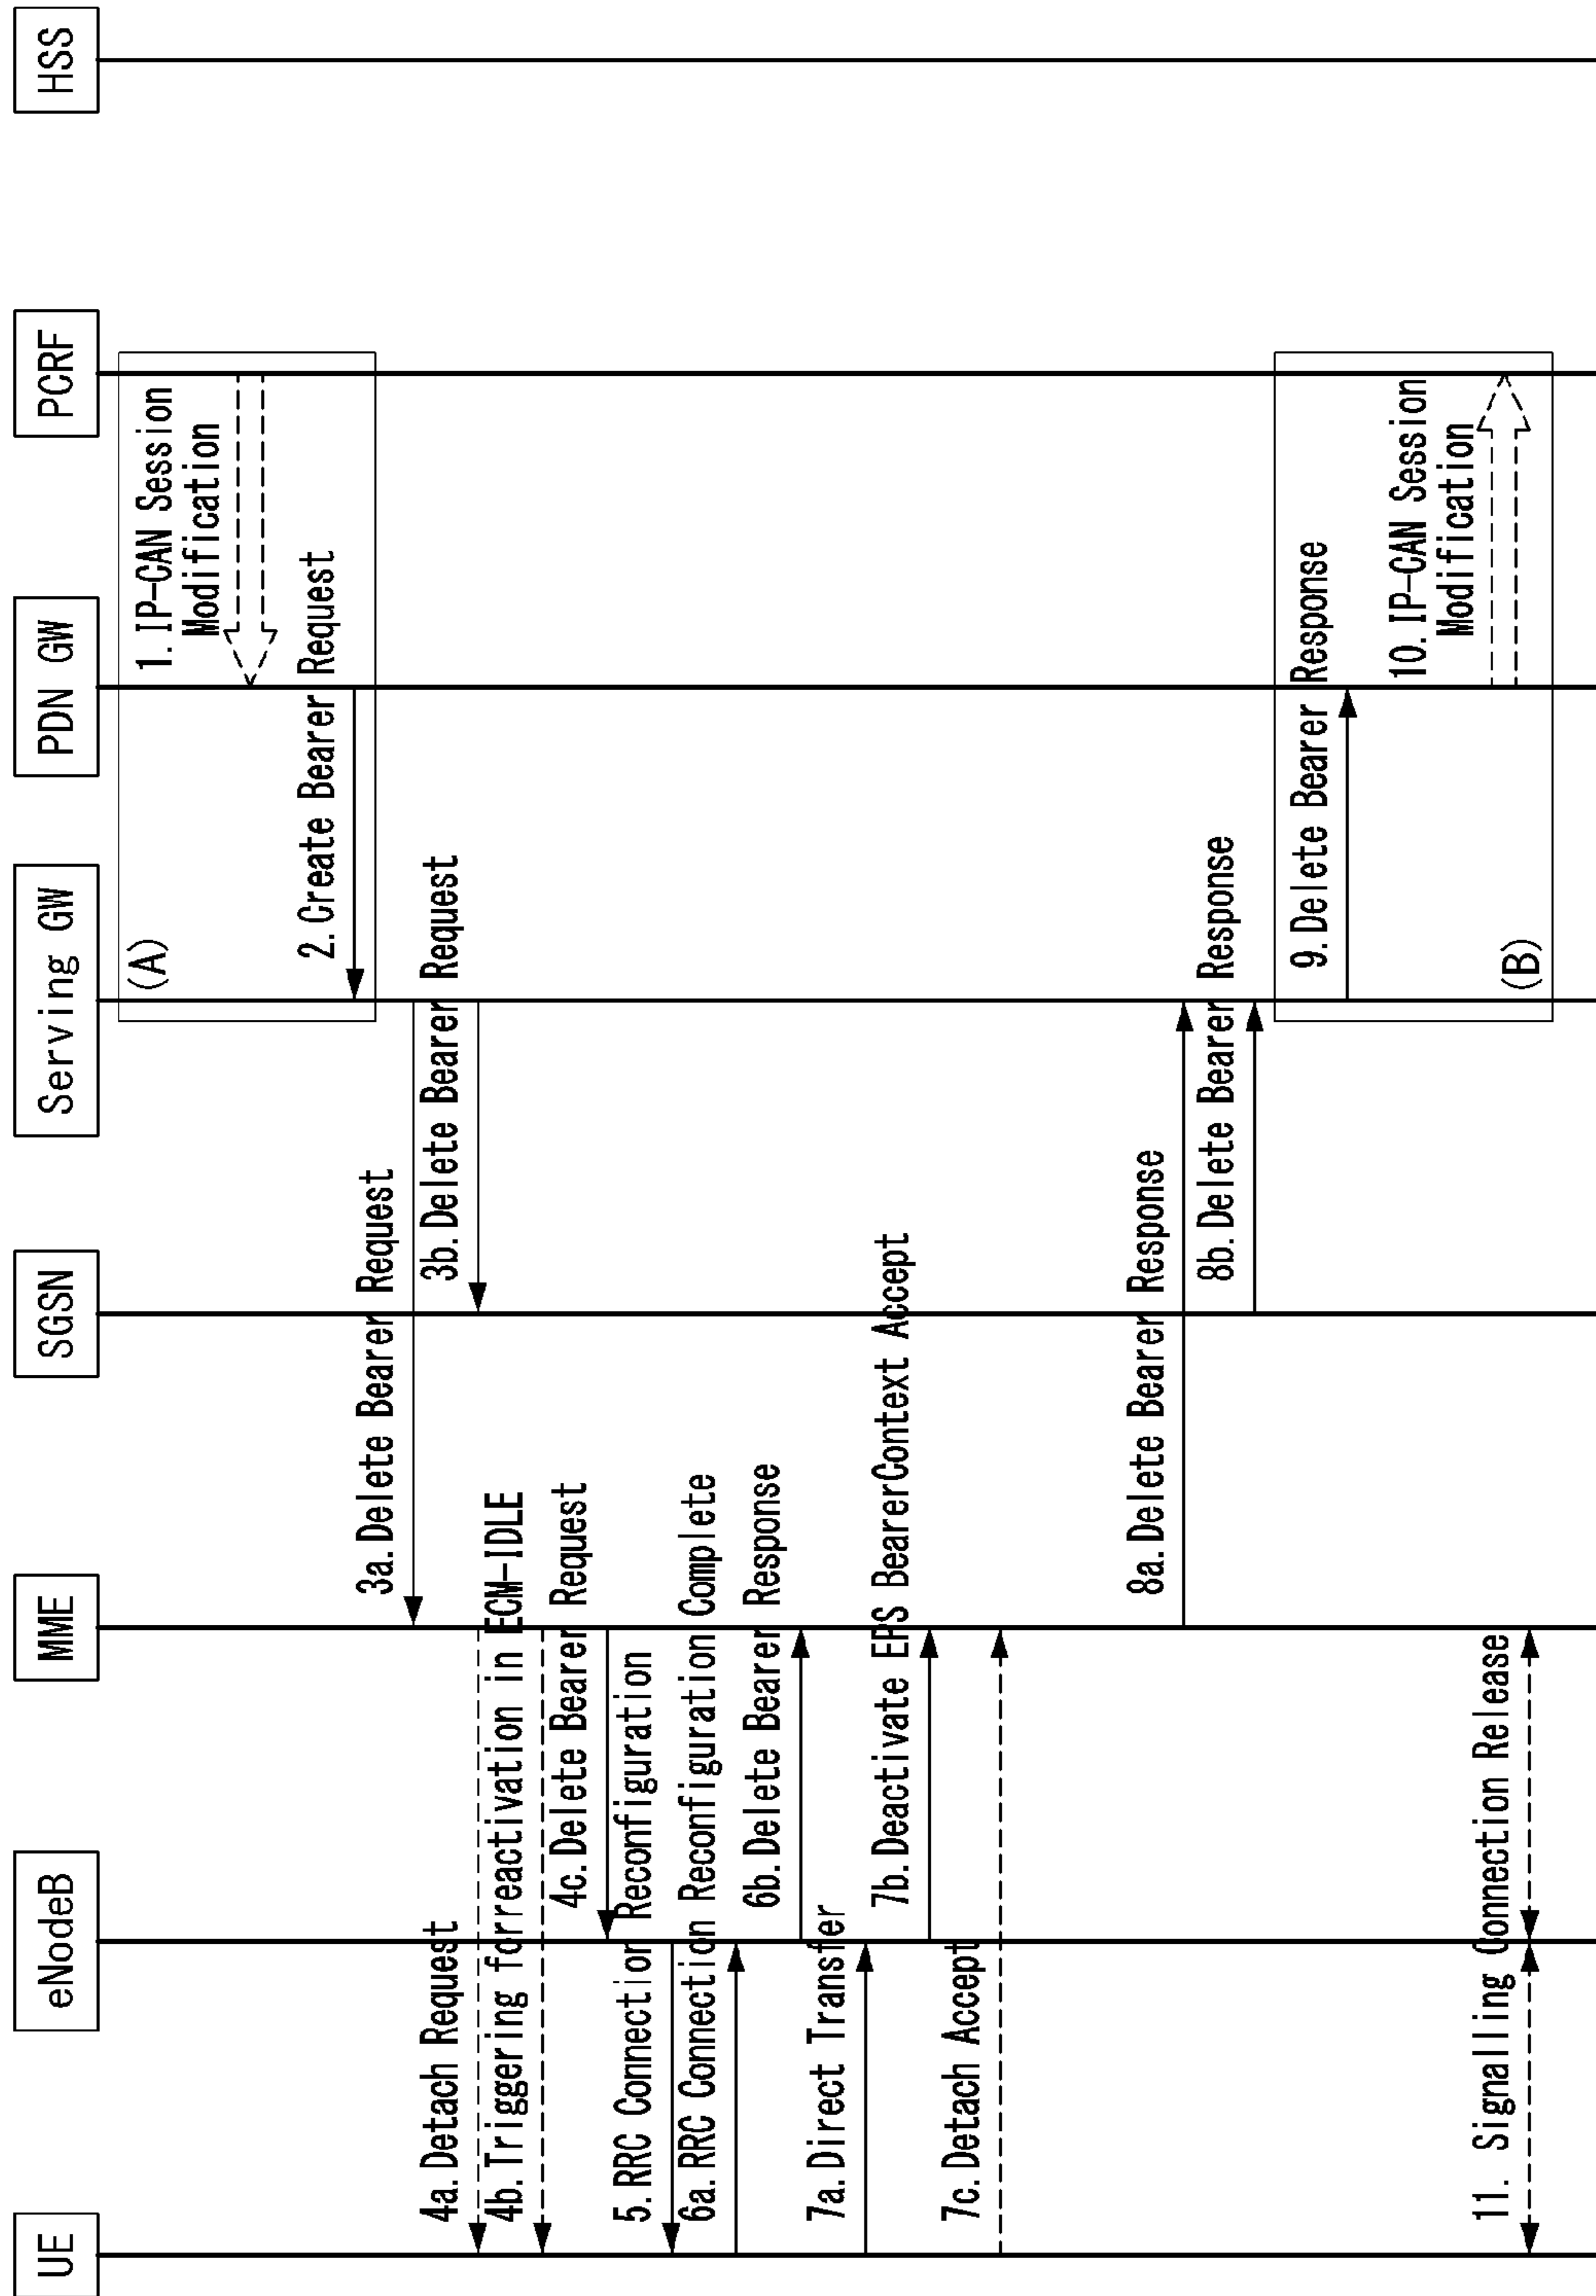 UE
eNodeB
MME
SGSN
Serving GW
PDN GW
PCRF
HSS
(A)
1. IP-CAN Session
Modification
2. Create Bearer Request
3a. Delete Bearer Request
3b. Delete Bearer Request
4a. Detach Request
4b. Triggering forreactivation in ECM-IDLE
4c. Delete Bearer Request
5. RRC Connection Reconfiguration
6a. RRC Connection Reconfiguration Complete
6b. Delete Bearer Response
7a. Direct Transfer
7b. Deactivate EPS BearerContext Accept
7c. Detach Accept
8a. Delete Bearer Response
8b. Delete Bearer Response
9. Delete Bearer Response
10. IP-CAN Session
Modification
(B)
11. Signalling Connection Release